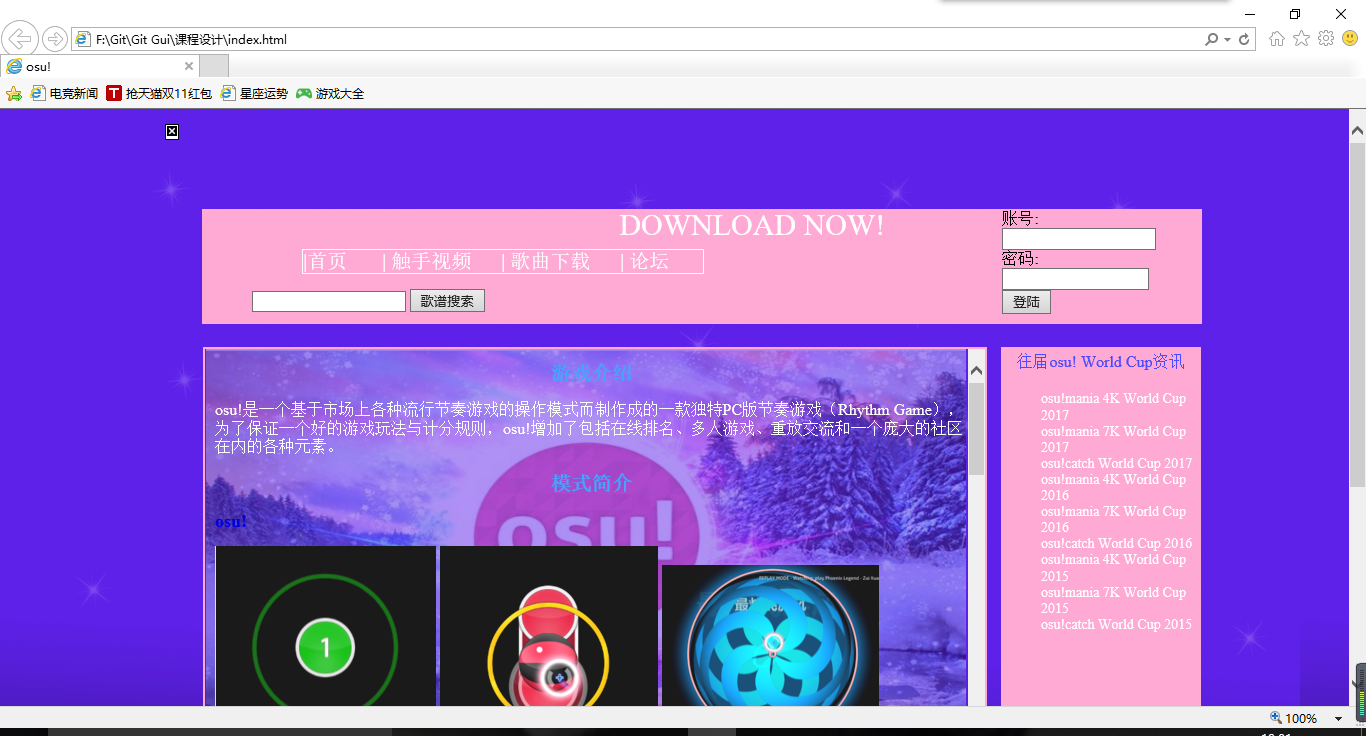 F:\Git\Git Gui\课程设计\index.html
osu!
电竞新闻 抢天猫双11红包 星座运势 游戏大全
DOWNLOAD NOW!
|首页 | 触手视频 | 歌曲下载 | 论坛
歌谱搜索
账号:
密码:
登陆
游戏介绍
osu!是一个基于市场上各种流行节奏游戏的操作模式而制作成的一款独特PC版节奏游戏（Rhythm Game），
为了保证一个好的游戏玩法与计分规则，osu!增加了包括在线排名、多人游戏、重放交流和一个庞大的社区
在内的各种元素。
模式简介
osu!
osu!
1
往届osu! World Cup资讯
osu!mania 4K World Cup
2017
osu!mania 7K World Cup
2017
osu!catch World Cup 2017
osu!mania 4K World Cup
2016
osu!mania 7K World Cup
2016
osu!catch World Cup 2016
osu!mania 4K World Cup
2015
osu!mania 7K World Cup
2015
osu!catch World Cup 2015
100%